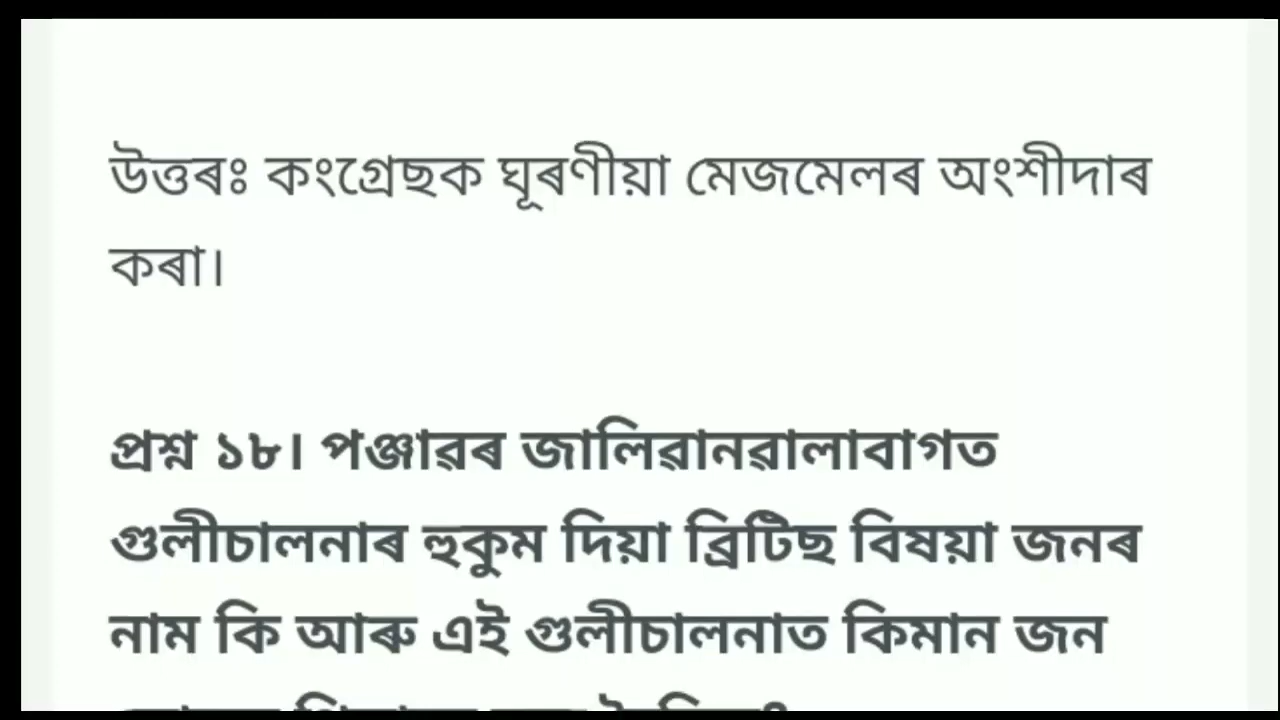 উত্তৰঃ কংগ্ৰেছক ঘূৰণীয়া মেজমেলৰ অংশীদাৰ
কৰা।
প্ৰশ্ন ১৮। পঞ্জাৱৰ জালিৱানৱালাবাগত
গুলীচালনাৰ হুকুম দিয়া ব্ৰিটিছ বিষয়া জনৰ
নাম কি আৰু এই গুলীচালনাত কিমান জন